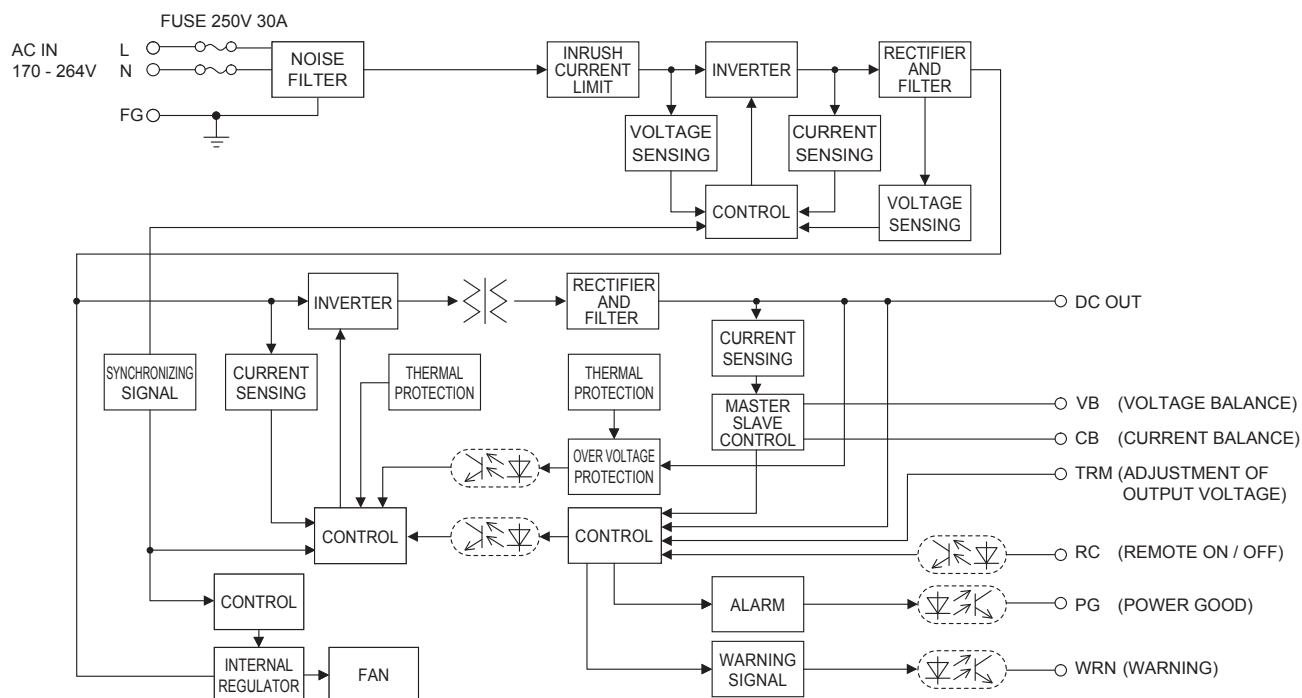 FUSE 250V 30A
AC IN
170 - 264V
L
N
FG
NOISE
FILTER
INRUSH
CURRENT
LIMIT
INVERTER
RECTIFIER
AND
FILTER
VOLTAGE
SENSING
CURRENT
SENSING
CONTROL
VOLTAGE
SENSING
INVERTER
RECTIFIER
AND
FILTER
DC OUT
CURRENT
SENSING
SYNCHRONIZING
SIGNAL
CURRENT
SENSING
THERMAL
PROTECTION
THERMAL
PROTECTION
MASTER
SLAVE
CONTROL
VB (VOLTAGE BALANCE)
CB (CURRENT BALANCE)
OVER VOLTAGE
PROTECTION
TRM (ADJUSTMENT OF
OUTPUT VOLTAGE)
CONTROL
CONTROL
RC (REMOTE ON / OFF)
CONTROL
ALARM
PG (POWER GOOD)
INTERNAL
REGULATOR
FAN
WARNING
SIGNAL
WRN (WARNING)